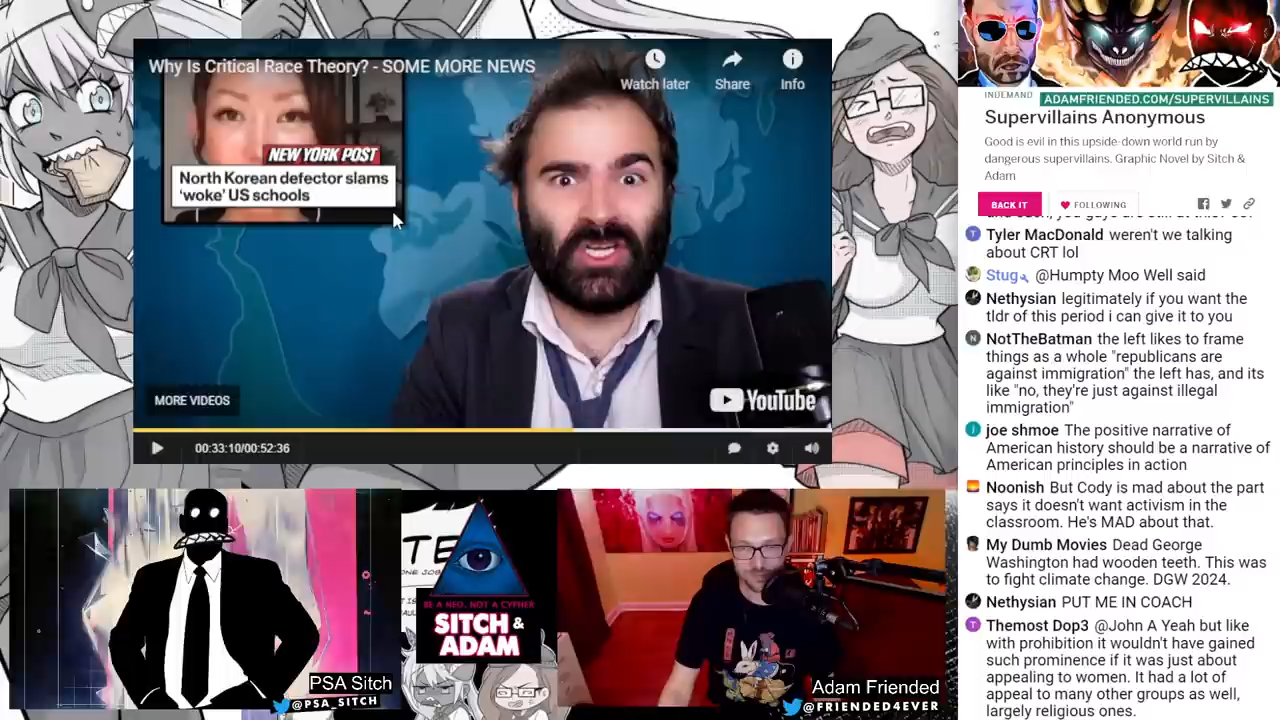 Why Is Critical Race Theory? - SOME MORE NEWS
Watch later
Share
Info
NEW YORK POST
North Korean defector slams
'woke' US schools
MORE VIDEOS
YouTube
00:33:10/00:52:36
INDEMAND
ADAMFRIENDED.COM/SUPERVILLAINS
Supervillains Anonymous
Good is evil in this upside-down world run by
dangerous supervillains. Graphic Novel by Sitch &
Adam
BACK IT
FOLLOWING
Tyler MacDonald weren't we talking
about CRT lol
Stug @Humpty Moo Well said
Nethysian legitimately if you want the
tldr of this period i can give it to you
NotTheBatman the left likes to frame
things as a whole "republicans are
against immigration" the left has, and its
like "no, they're just against illegal
immigration"
joe shmoe The positive narrative of
American history should be a narrative of
American principles in action
Noonish But Cody is mad about the part
says it doesn't want activism in the
classroom. He's MAD about that.
My Dumb Movies Dead George
Washington had wooden teeth. This was
to fight climate change. DGW 2024.
Nethysian PUT ME IN COACH
Themost Dop3 @John A Yeah but like
with prohibition it wouldn't have gained
such prominence if it was just about
appealing to women. It had a lot of
appeal to many other groups as well,
largely religious ones.
PSA Sitch
@PSA_SITCH
BE A NEO, NOT A CYPHER
SITCH &
ADAM
Adam Friended
@FRIENDED4EVER